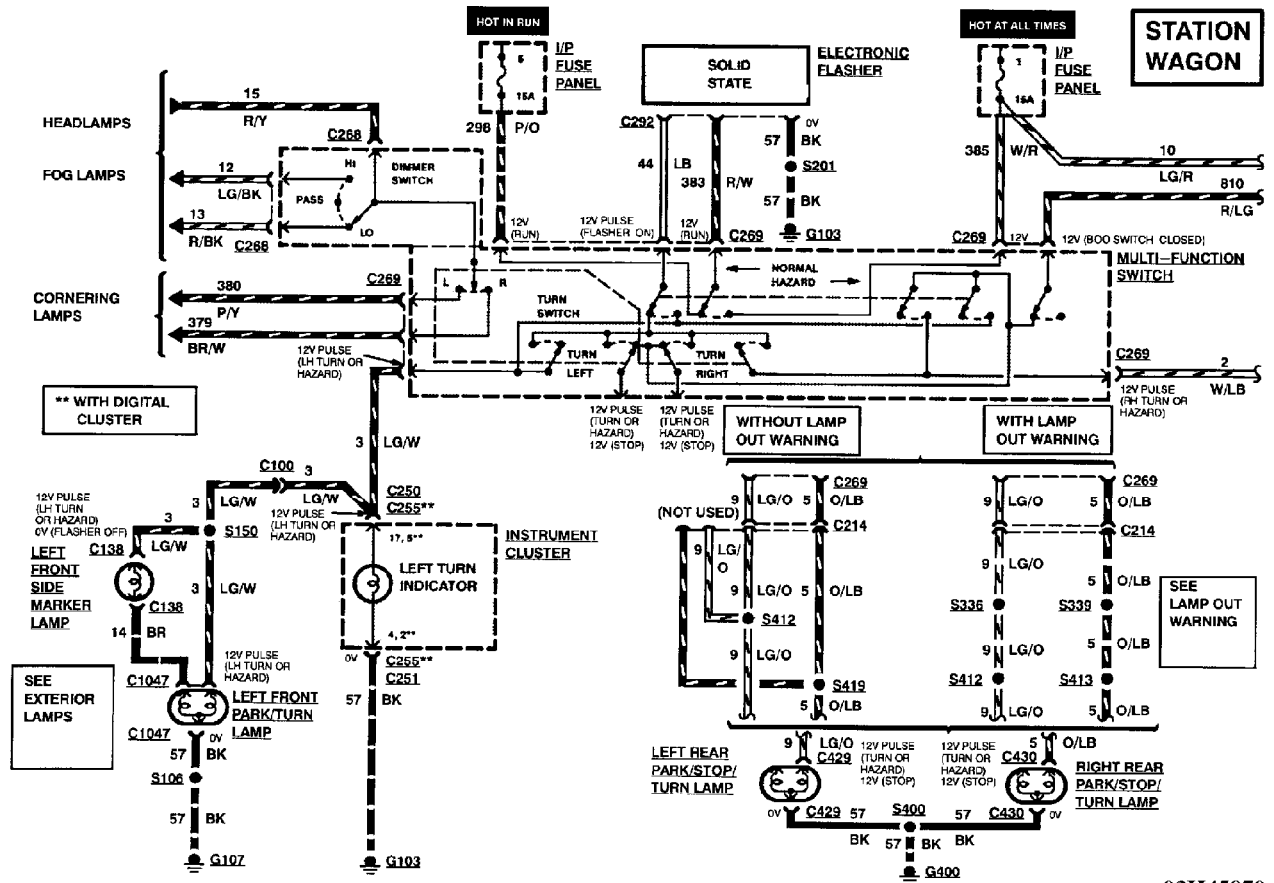 HOT IN RUN
HOT AT ALL TIMES
STATION
WAGON
5
15A
I/P
FUSE
PANEL
SOLID
STATE
ELECTRONIC
FLASHER
1
15A
I/P
FUSE
PANEL
HEADLAMPS
15
R/Y
C268
298
P/O
C292
0V
57
BK
S201
44
LB
383
R/W
57
BK
G103
385
W/R
10
LG/R
810
R/LG
FOG LAMPS
12
LG/BK
13
R/BK
C268
HI
DIMMER
SWITCH
PASS
LO
12V
(RUN)
12V PULSE
(FLASHER ON)
12V
(RUN)
C269
C269
12V
12V (BOO SWITCH CLOSED)
MULTI-FUNCTION
SWITCH
CORNERING
LAMPS
380
P/Y
379
BR/W
C269
L
R
TURN
SWITCH
NORMAL
HAZARD
TURN
LEFT
TURN
RIGHT
12V PULSE
(LH TURN OR
HAZARD)
C269
2
W/LB
12V PULSE
(RH TURN OR
HAZARD)
** WITH DIGITAL
CLUSTER
12V PULSE
(TURN OR
HAZARD)
12V (STOP)
12V PULSE
(TURN OR
HAZARD)
12V (STOP)
WITHOUT LAMP
OUT WARNING
WITH LAMP
OUT WARNING
3
LG/W
C100
3
LG/W
C250
C255**
12V PULSE
(LH TURN OR
HAZARD)
3
LG/W
S150
12V PULSE
(LH TURN
OR HAZARD)
0V (FLASHER OFF)
3
LG/W
C138
LEFT
FRONT
SIDE
MARKER
LAMP
C138
14
BR
3
LG/W
12V PULSE
(LH TURN OR
HAZARD)
INSTRUMENT
CLUSTER
17, 5**
LEFT TURN
INDICATOR
4, 2**
0V
C255**
C251
57
BK
SEE
EXTERIOR
LAMPS
C1047
LEFT FRONT
PARK/TURN
LAMP
C1047
0V
57
BK
S106
57
BK
G107
G103
C269
9
LG/O
5
O/LB
(NOT USED)
C214
9
LG/
O
9
LG/O
5
O/LB
S412
9
LG/O
S419
5
O/LB
C269
9
LG/O
5
O/LB
C214
9
LG/O
5
O/LB
S336
S339
9
LG/O
5
O/LB
S412
S413
9
LG/O
5
O/LB
SEE
LAMP OUT
WARNING
LEFT REAR
PARK/STOP/
TURN LAMP
9
LG/O
C429
12V PULSE
(TURN OR
HAZARD)
12V (STOP)
12V PULSE
(TURN OR
HAZARD)
12V (STOP)
5
O/LB
C430
RIGHT REAR
PARK/STOP/
TURN LAMP
0V
C429
57
BK
S400
57
BK
C430
0V
57
BK
G400